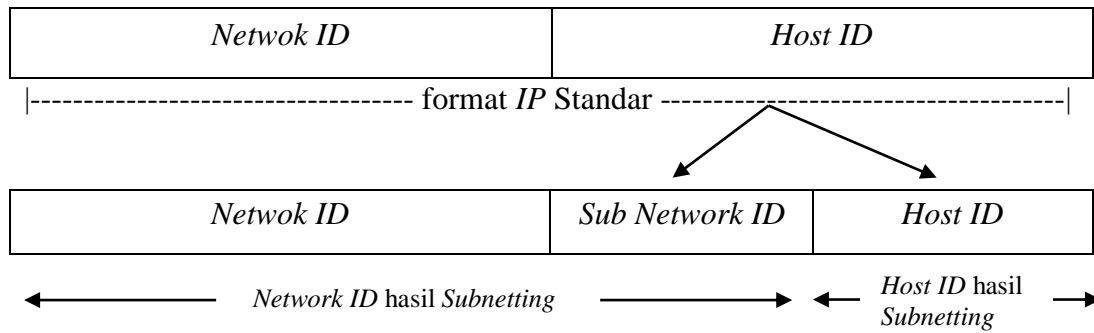 Netwok ID Host ID
|------------------------------------- format IP Standar ---------------------------------------|
Netwok ID Sub Network ID Host ID
Network ID hasil Subnetting
Host ID hasil
Subnetting